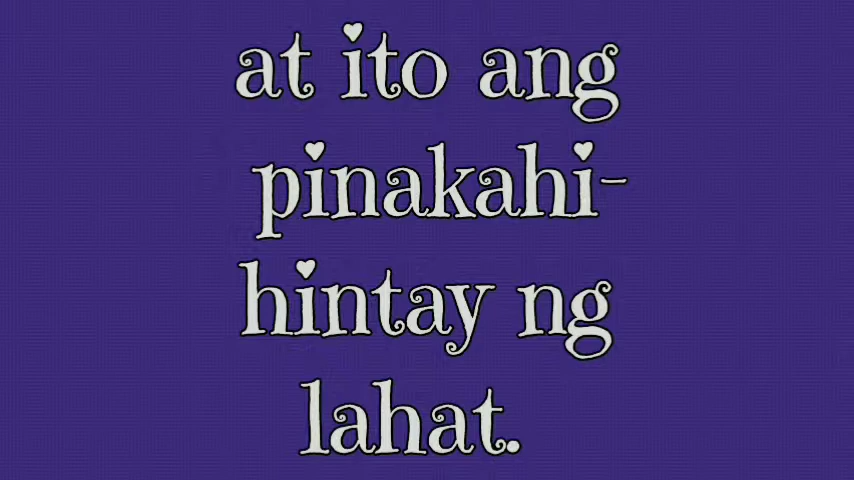 at ito ang
pinakahi-
hintay ng
lahat.